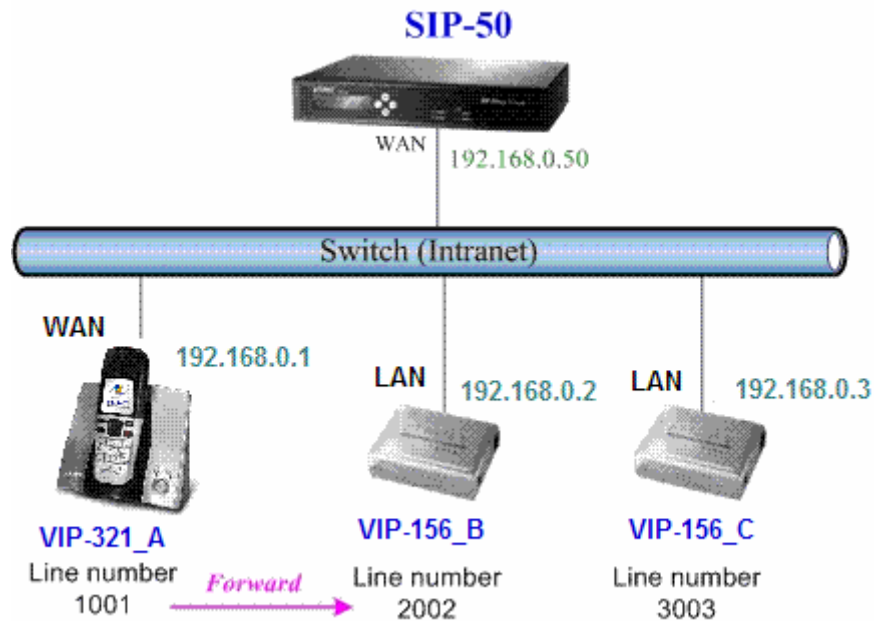 SIP-50
WAN
192.168.0.50
Switch (Intranet)
WAN
192.168.0.1
LAN
192.168.0.2
LAN
192.168.0.3
VIP-321_A
VIP-156_B
VIP-156_C
Line number
1001
Forward
Line number
2002
Line number
3003